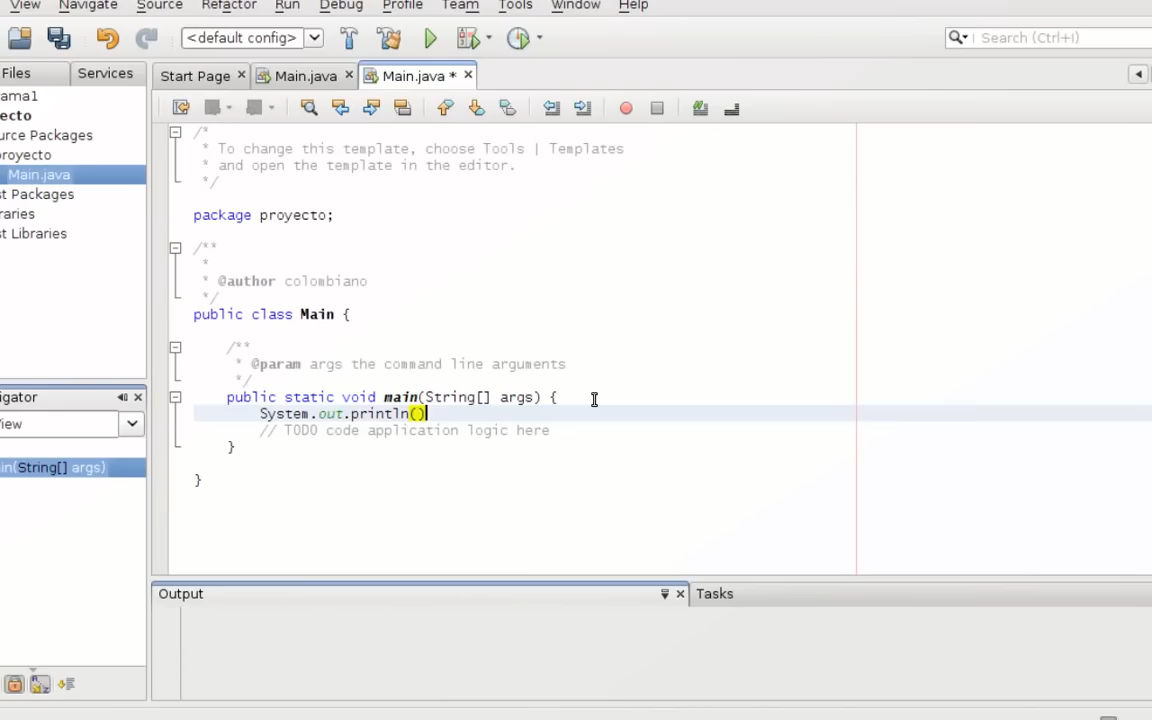 View Navigate Source Refactor Run Debug Profile Team Tools Window Help
<default config> Search (Ctrl+I)
Files Services Start Page Main.java Main.java *
ama1
ecto
urce Packages
royecto
Main.java
st Packages
raries
st Libraries
/*
* To change this template, choose Tools | Templates
* and open the template in the editor.
*/
package proyecto;
/**
*
* @author colombiano
*/
public class Main {
/**
* @param args the command line arguments
*/
public static void main(String[] args) {
System.out.println()
// TODO code application logic here
}
}
igator
iew
in(String[] args)
Output Tasks